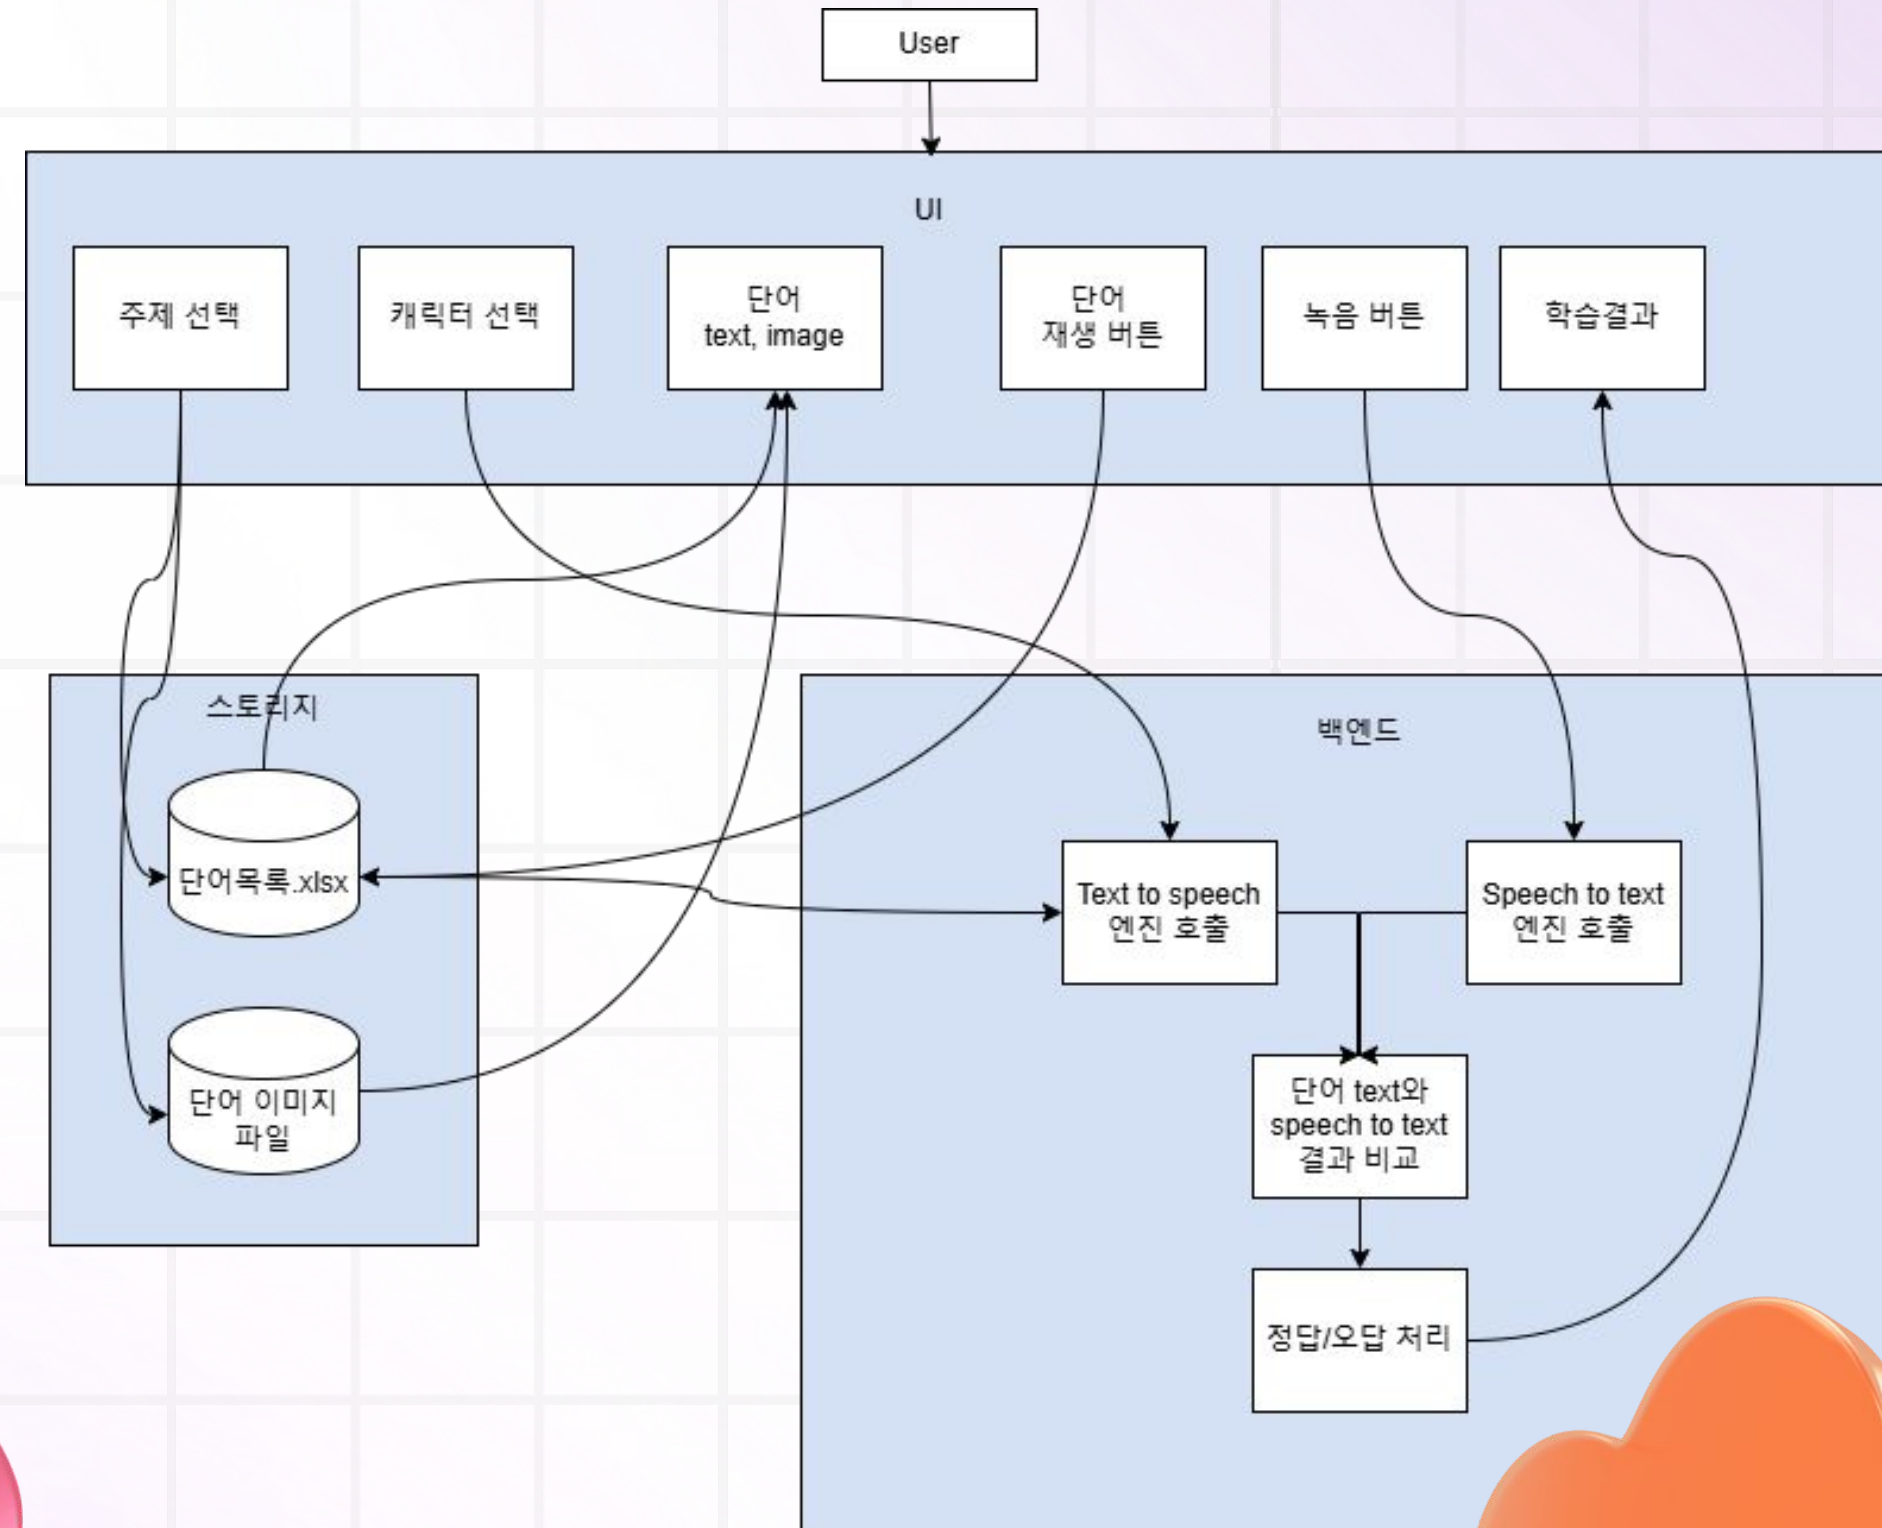 User
UI
주제 선택
캐릭터 선택
단어
text, image
단어
재생 버튼
녹음 버튼
학습결과
스토리지
단어목록.xlsx
단어 이미지
파일
백엔드
Text to speech
엔진 호출
Speech to text
엔진 호출
단어 text와
speech to text
결과 비교
정답/오답 처리